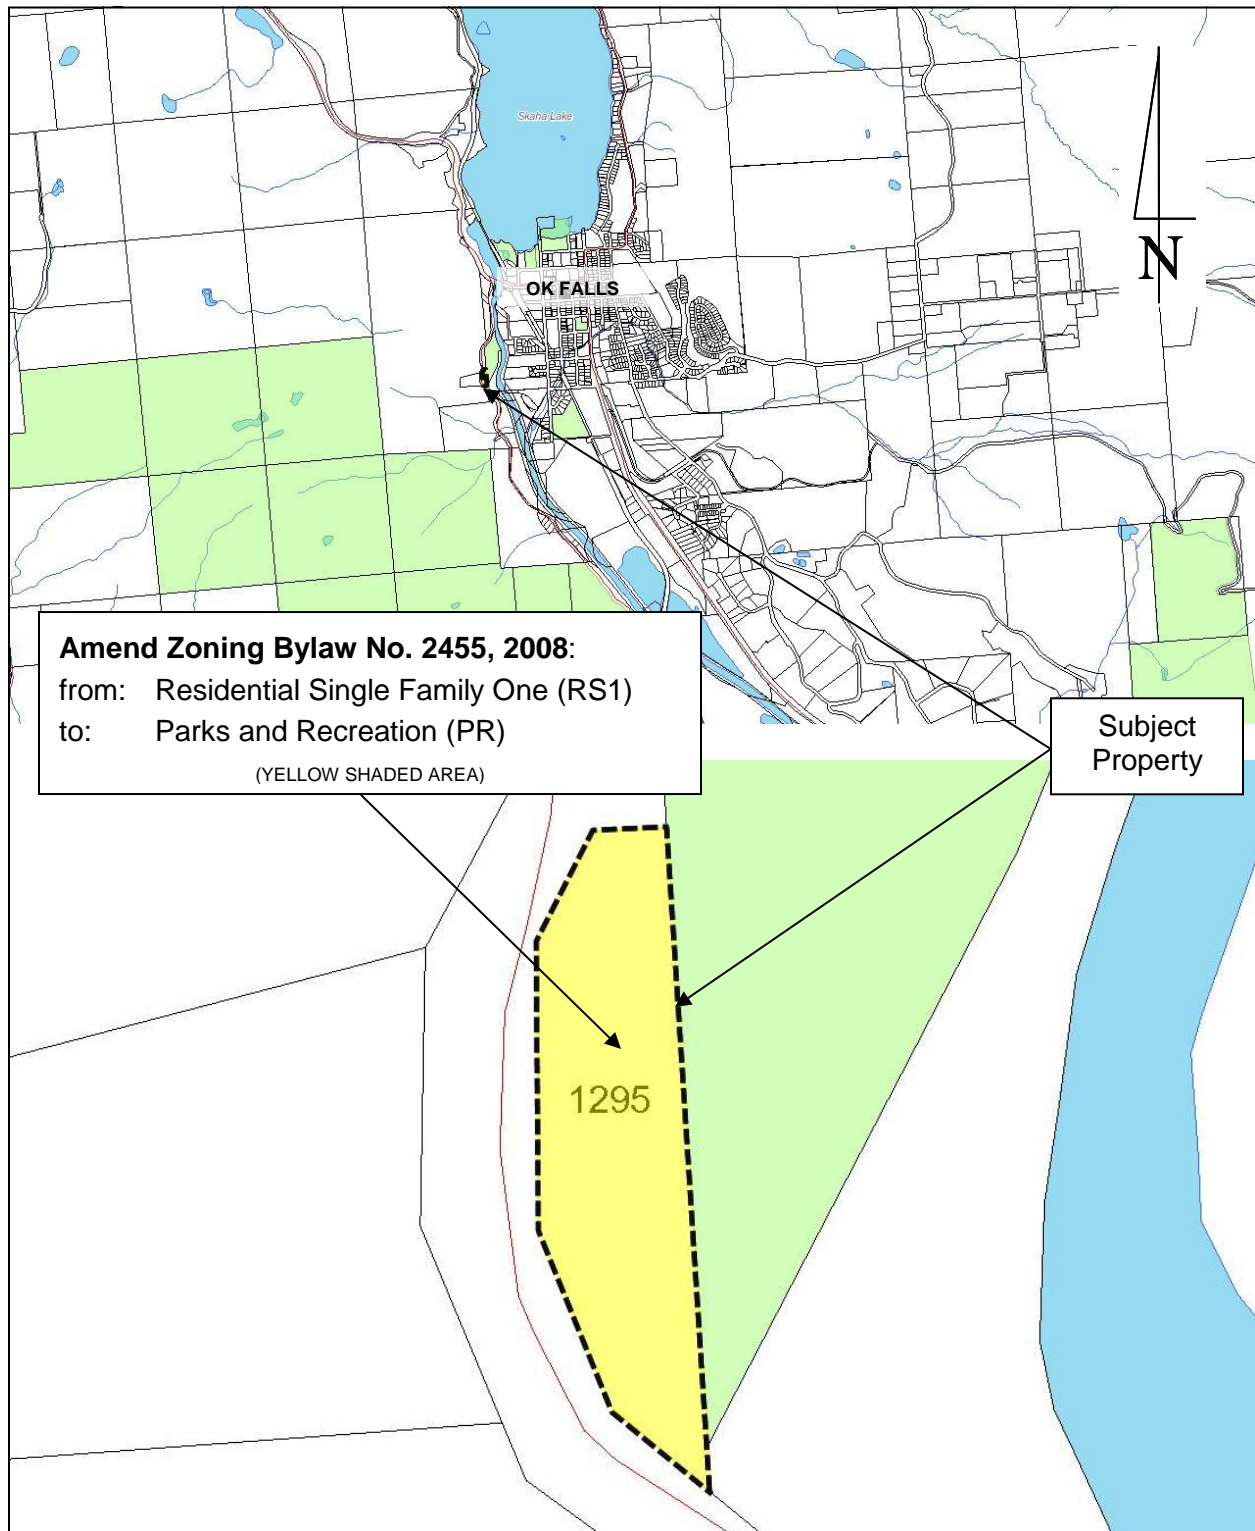 Skaha Lake
N
OK FALLS
Amend Zoning Bylaw No. 2455, 2008:
from: Residential Single Family One (RS1)
to: Parks and Recreation (PR)
(YELLOW SHADED AREA)
Subject
Property
1295